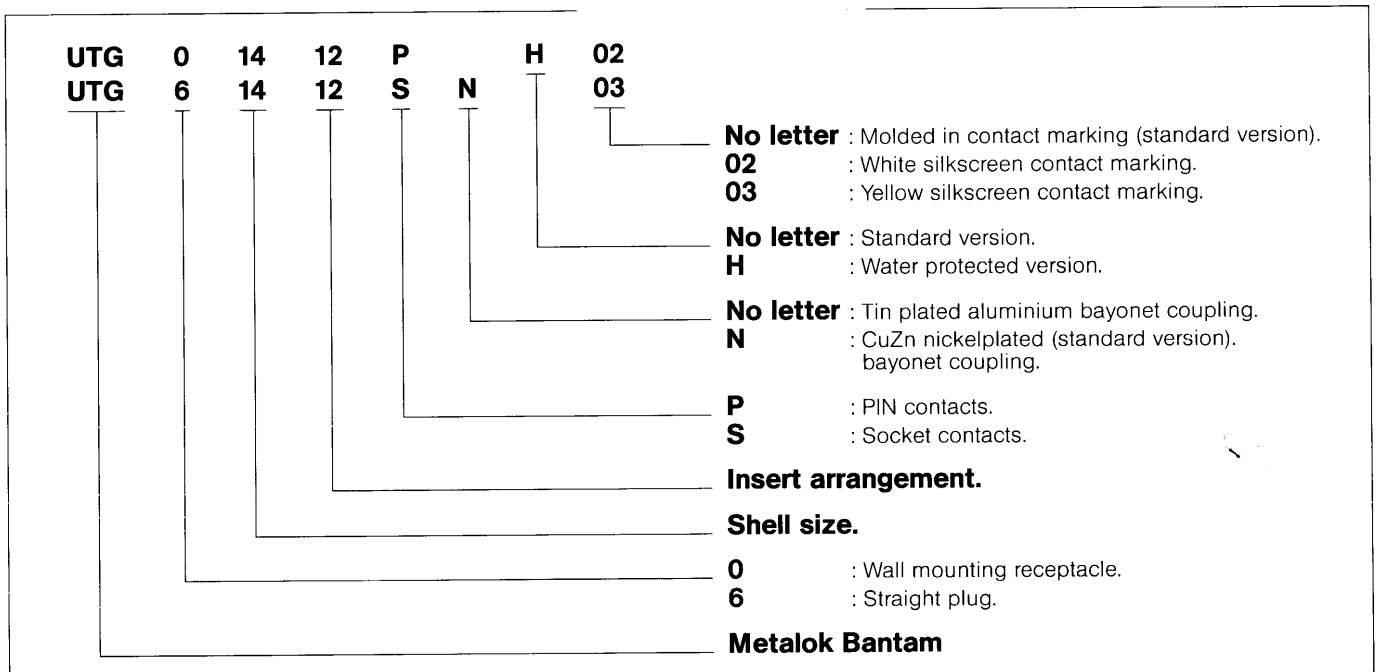 UTG 0 14 12 P H 02
UTG 6 14 12 S N 03
No letter : Molded in contact marking (standard version).
02 : White silkscreen contact marking.
03 : Yellow silkscreen contact marking.
No letter : Standard version.
H : Water protected version.
No letter : Tin plated aluminium bayonet coupling.
N : CuZn nickelplated (standard version).
bayonet coupling.
P : PIN contacts.
S : Socket contacts.
Insert arrangement.
Shell size.
0 : Wall mounting receptacle.
6 : Straight plug.
Metalok Bantam